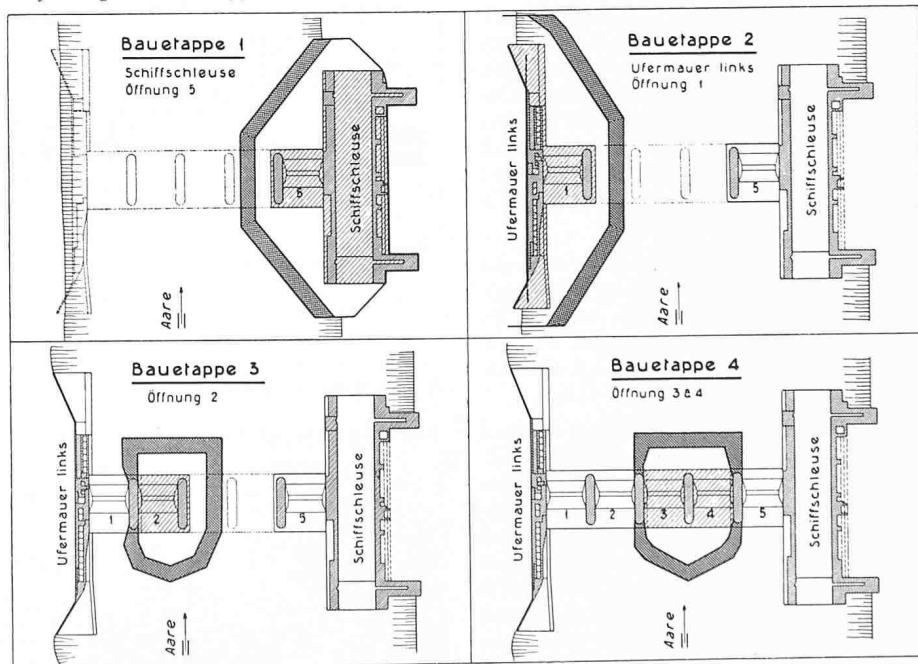 Bauetappe 1
Schiffschleuse
Öffnung 5
5
Schiffschleuse
Aare
Bauetappe 2
Ufermauer links
Öffnung 1
Ufermauer links
1
5
Schiffschleuse
Aare
Bauetappe 3
Öffnung 2
Ufermauer links
1
2
5
Schiffschleuse
Aare
Bauetappe 4
Öffnung 3 & 4
Ufermauer links
1
2
3
4
5
Schiffschleuse
Aare